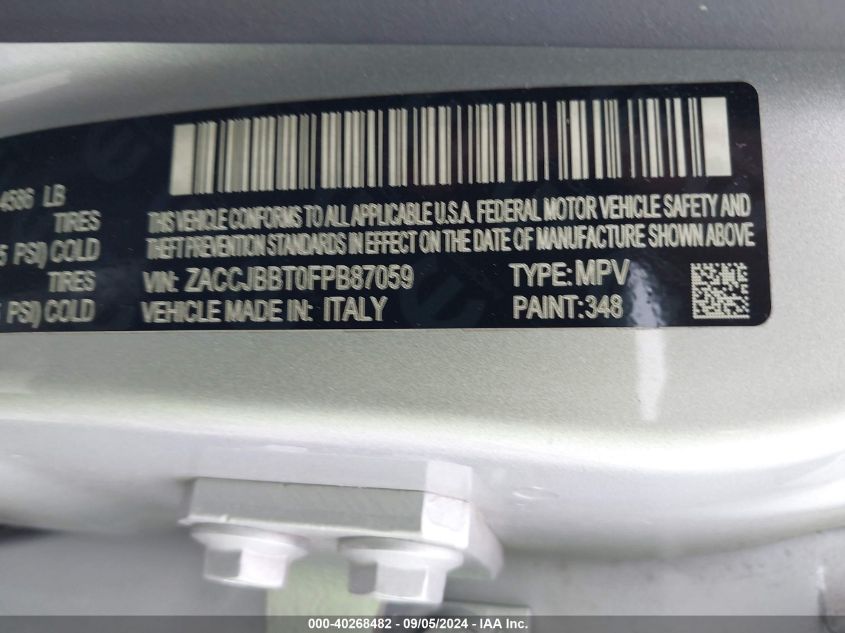 4586 LB
TIRES
5 PSI) COLD
TIRES
5 PSI) COLD
THIS VEHICLE CONFORMS TO ALL APPLICABLE U.S.A. FEDERAL MOTOR VEHICLE SAFETY AND
THEFT PREVENTION STANDARDS IN EFFECT ON THE DATE OF MANUFACTURE SHOWN ABOVE
VIN: ZACCJBBT0FPB87059 TYPE: MPV
VEHICLE MADE IN: ITALY PAINT: 348
000-40268482 - 09/05/2024 - IAA Inc.